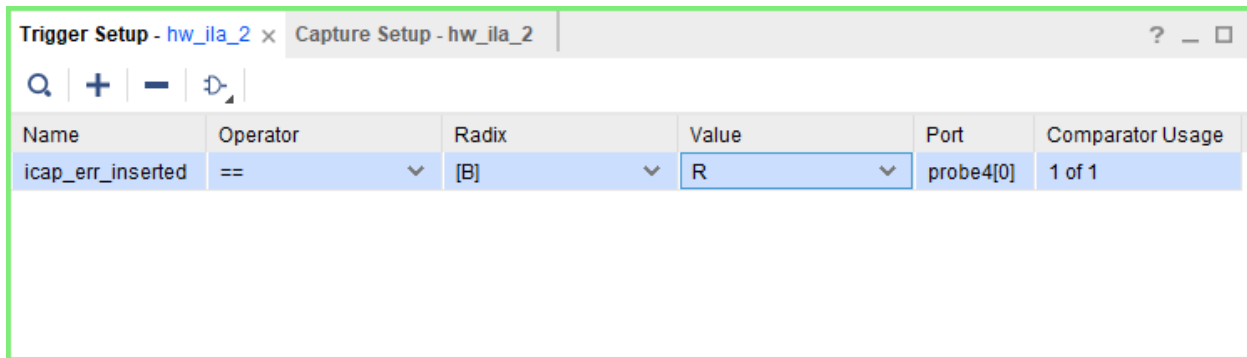 Trigger Setup - hw_ila_2 × Capture Setup - hw_ila_2 ?
Name Operator Radix Value Port Comparator Usage
icap_err_inserted == [B] R probe4[0] 1 of 1